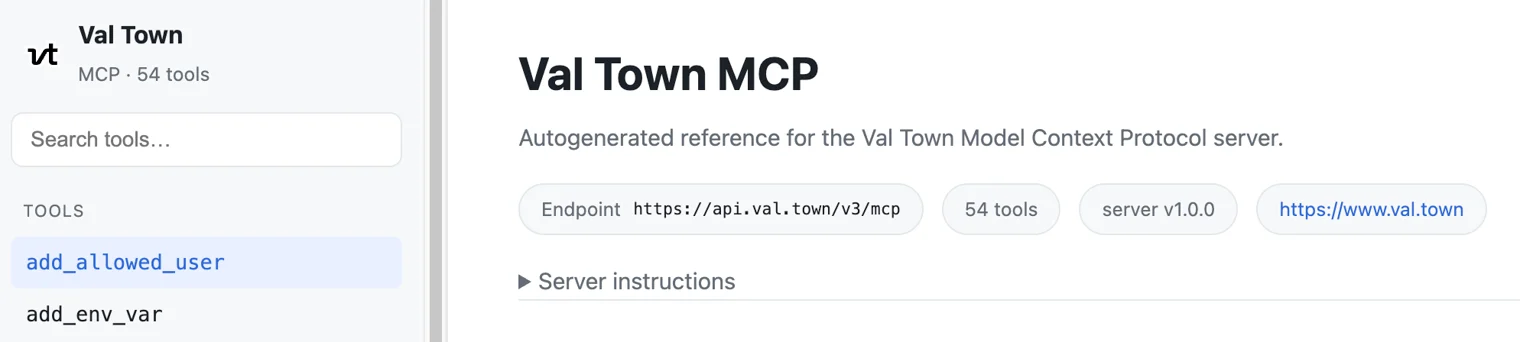 vt
Val Town
MCP · 54 tools
Search tools…
TOOLS
add_allowed_user
add_env_var
Val Town MCP
Autogenerated reference for the Val Town Model Context Protocol server.
Endpoint https://api.val.town/v3/mcp 54 tools server v1.0.0 https://www.val.town
Server instructions